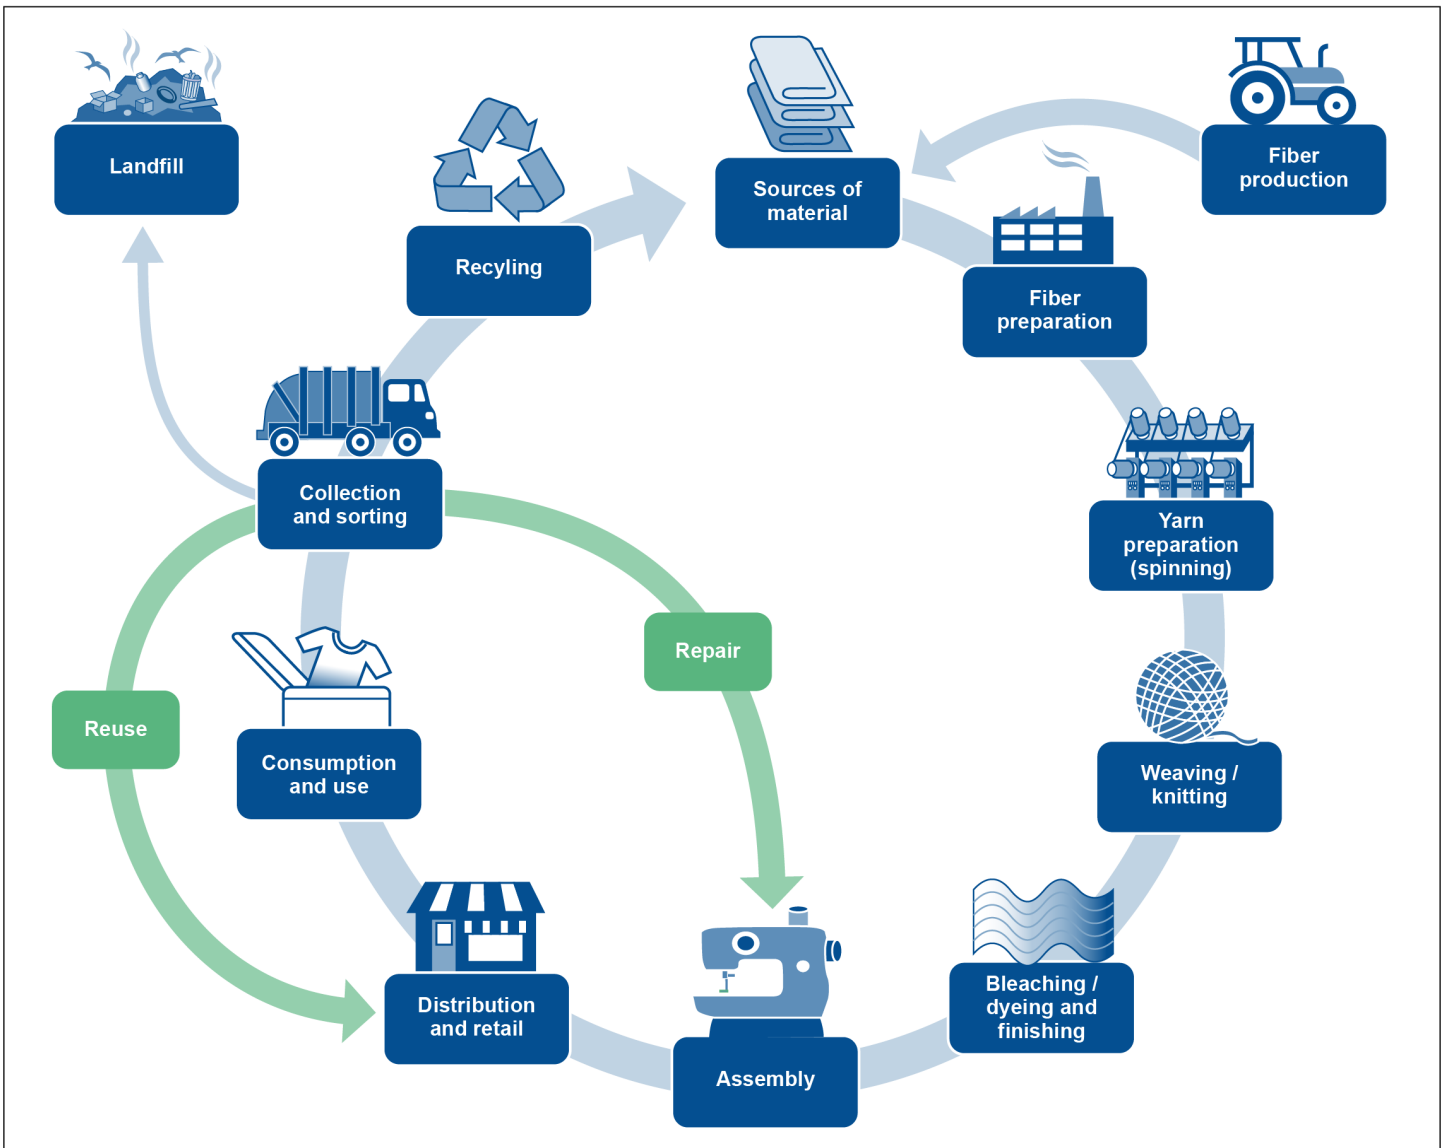 Landfill
Recyling
Sources of
material
Fiber
production
Fiber
preparation
Collection
and sorting
Yarn
preparation
(spinning)
Repair
Reuse
Consumption
and use
Weaving /
knitting
Distribution
and retail
Bleaching /
dyeing and
finishing
Assembly